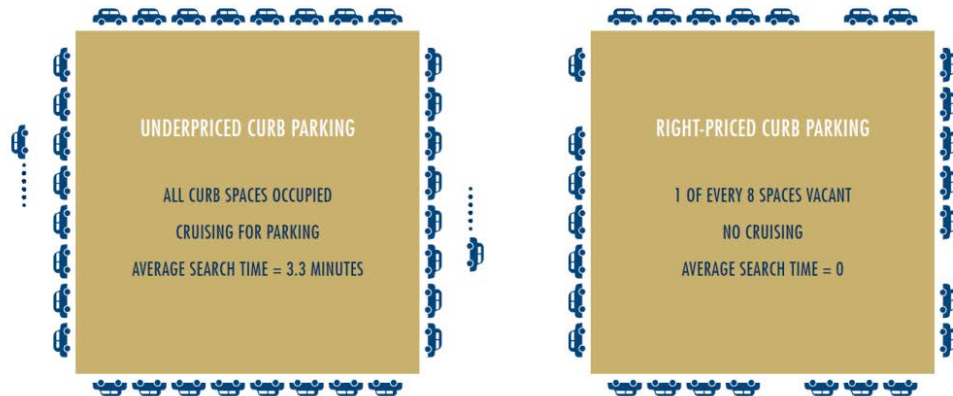 UNDERPRICED CURB PARKING
ALL CURB SPACES OCCUPIED
CRUISING FOR PARKING
AVERAGE SEARCH TIME = 3.3 MINUTES
RIGHT-PRICED CURB PARKING
1 OF EVERY 8 SPACES VACANT
NO CRUISING
AVERAGE SEARCH TIME = 0